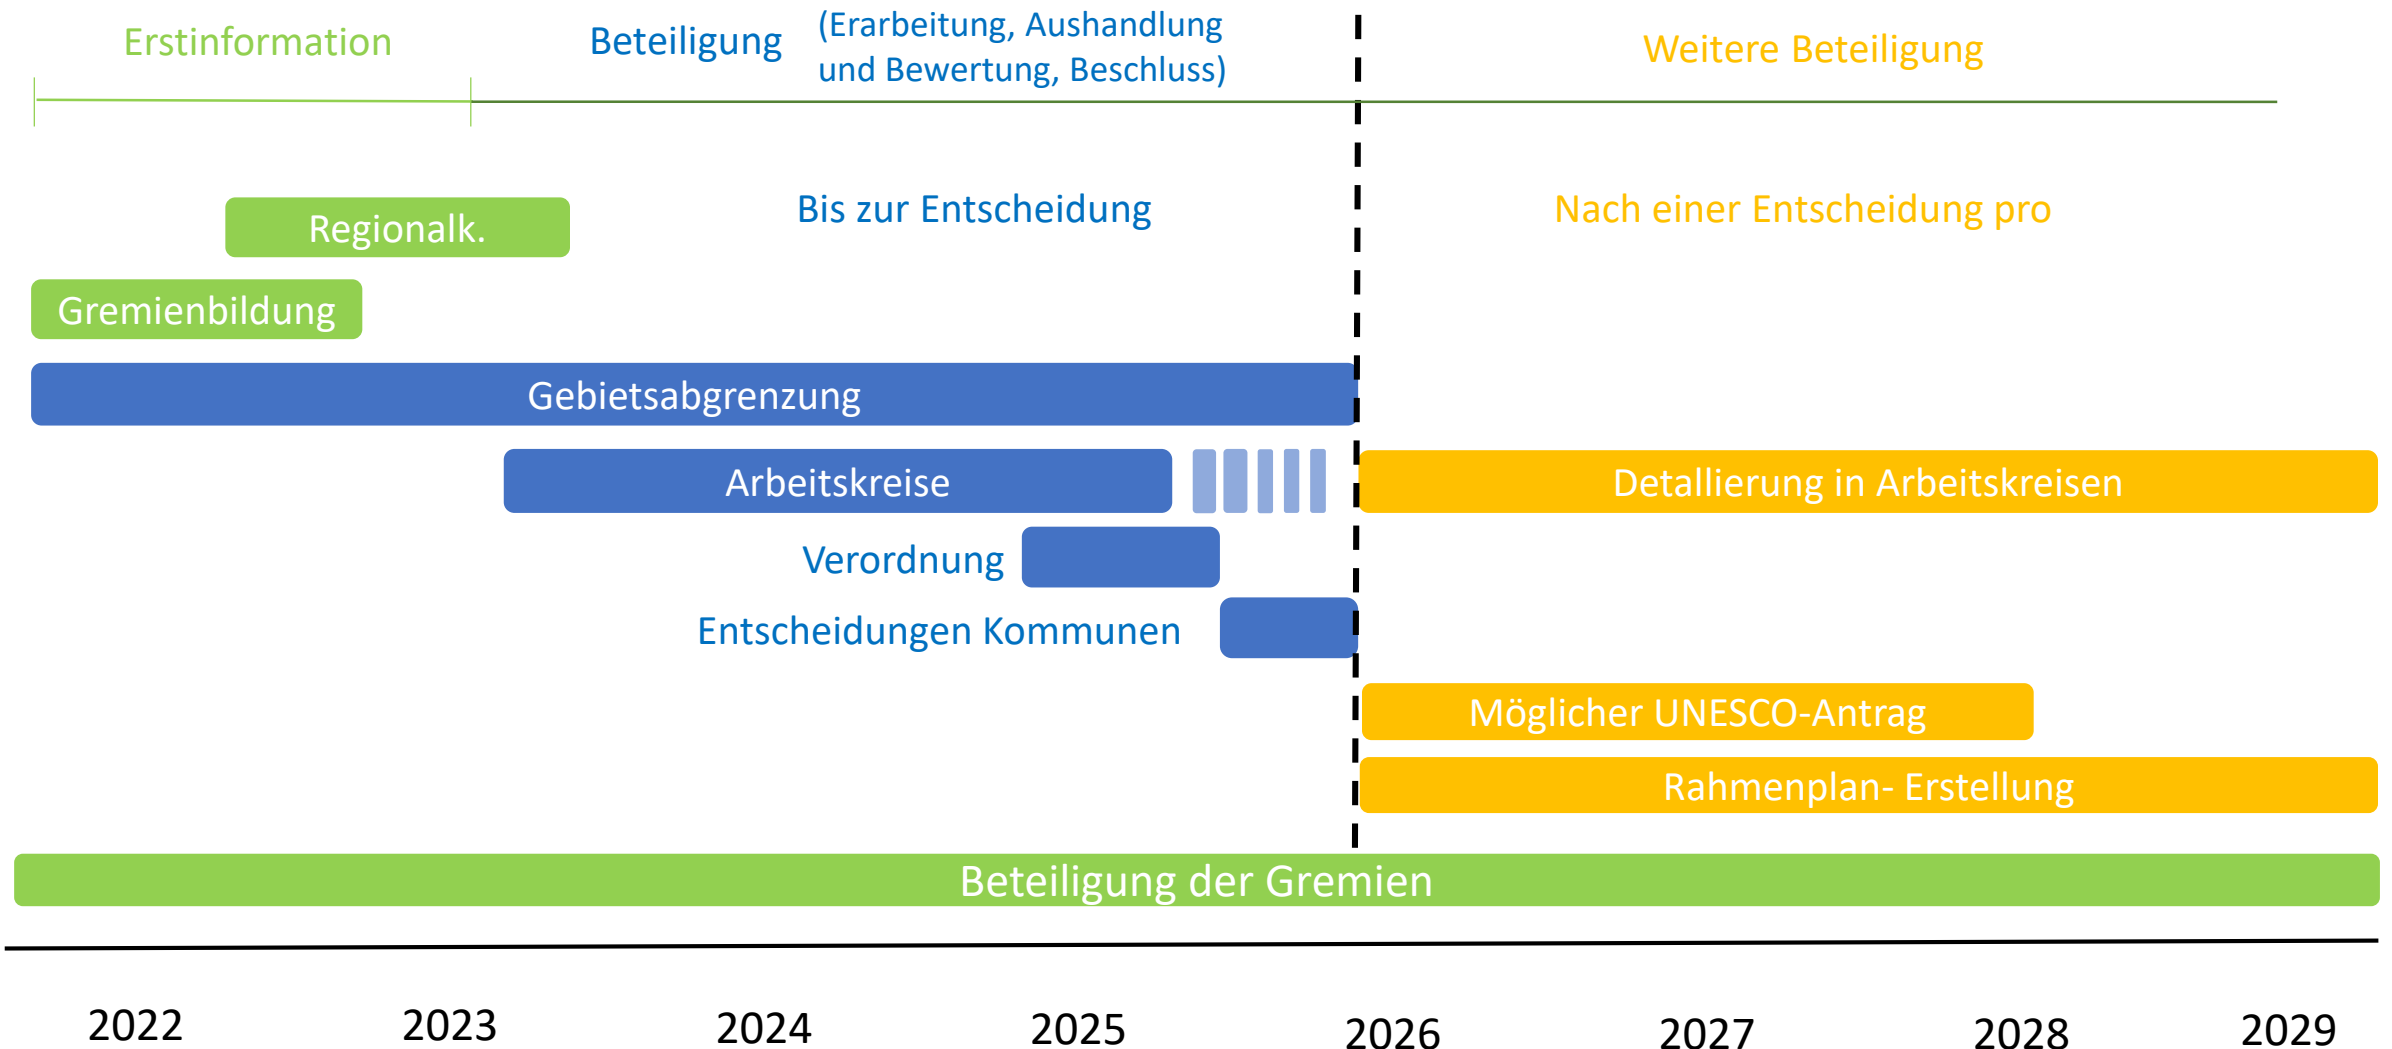 Erstinformation
Beteiligung
(Erarbeitung, Aushandlung
und Bewertung, Beschluss)
Weitere Beteiligung
Bis zur Entscheidung
Nach einer Entscheidung pro
Regionalk.
Gremienbildung
Gebietsabgrenzung
Arbeitskreise
Detallierung in Arbeitskreisen
Verordnung
Entscheidungen Kommunen
Möglicher UNESCO-Antrag
Rahmenplan- Erstellung
Beteiligung der Gremien
2022
2023
2024
2025
2026
2027
2028
2029